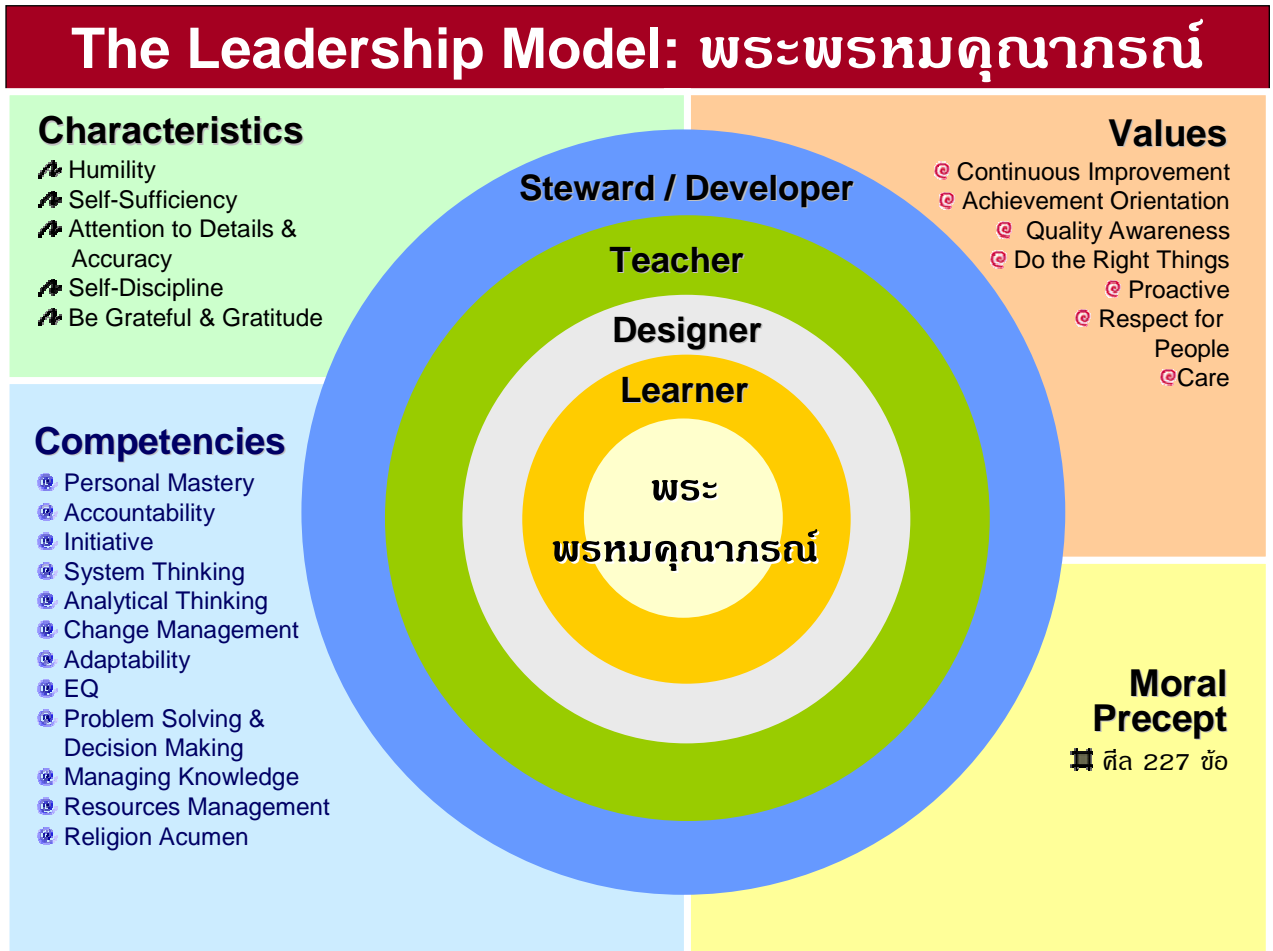 The Leadership Model: พระพรหมคุณาภรณ์
Characteristics
Humility
Self-Sufficiency
Attention to Details &
Accuracy
Self-Discipline
Be Grateful & Gratitude
Values
Continuous Improvement
Achievement Orientation
Quality Awareness
Do the Right Things
Proactive
Respect for
People
Care
Steward / Developer
Teacher
Designer
Learner
พระ
พรหมคุณาภรณ์
Competencies
Personal Mastery
Accountability
Initiative
System Thinking
Analytical Thinking
Change Management
Adaptability
EQ
Problem Solving &
Decision Making
Managing Knowledge
Resources Management
Religion Acumen
Moral
Precept
ศีล 227 ข้อ